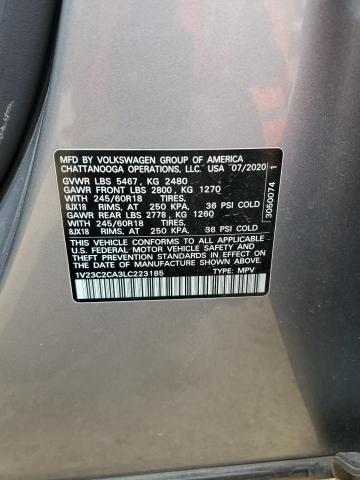 MFD BY VOLKSWAGEN GROUP OF AMERICA
CHATTANOOGA OPERATIONS, LLC. USA 07/2020
GVWR LBS 5467, KG 2480
GAWR FRONT LBS 2800, KG 1270
WITH 245/60R18 TIRES,
8JX18 RIMS, AT 250 KPA. 36 PSI COLD
GAWR REAR LBS 2778, KG 1260
WITH 245/60R18 TIRES,
8JX18 RIMS, AT 250 KPA. 36 PSI COLD
THIS VEHICLE CONFORMS TO ALL APPLICABLE
U.S. FEDERAL MOTOR VEHICLE SAFETY, BUMPER,
AND THEFT PREVENTION STANDARDS IN EFFECT ON
THE DATE OF MANUFACTURE SHOWN ABOVE.
1V23C2CA3LC223185 TYPE: MPV
3050074 1